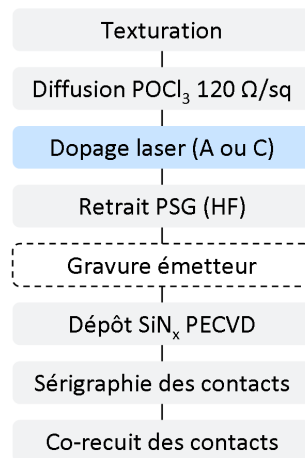 Texturation
Diffusion POCl₃ 120 Ω/sq
Dopage laser (A ou C)
Retrait PSG (HF)
Gravure émetteur
Dépôt SiNₓ PECVD
Sérigraphie des contacts
Co-recuit des contacts